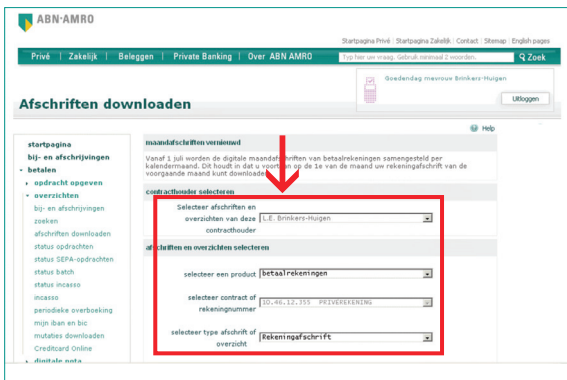 ABN·AMRO
Startpagina Privé | Startpagina Zakelijk | Contact | Sitemap | English pages
Privé | Zakelijk | Beleggen | Private Banking | Over ABN AMRO
Typ hier uw vraag. Gebruik minimaal 2 woorden.
Zoek
Goedendag mevrouw Brinkers-Huigen
Uitloggen
Afschriften downloaden
Help
startpagina
bij- en afschrijvingen
betalen
opdracht opgeven
overzichten
bij- en afschrijvingen
zoeken
afschriften downloaden
status opdrachten
status SEPA-opdrachten
status batch
status incasso
incasso
periodieke overboeking
mijn iban en bic
mutaties downloaden
Creditcard Online
digitale nota
maandafschriften vernieuwd
Vanaf 1 juli worden de digitale maandafschriften van betaalrekeningen samengesteld per
kalendermaand. Dit houdt in dat u voortaan op de 1e van de maand uw rekeningafschrift van de
voorgaande maand kunt downloaden
contracthouder selecteren
Selecteer afschriften en
overzichten van deze
contracthouder
L.E. Brinkers-Huigen
afschriften en overzichten selecteren
selecteer een product
betaalrekeningen
selecteer contract of
rekeningnummer
10.46.12.355 PRIVEREKENING
selecteer type afschrift of
overzicht
Rekeningafschrift